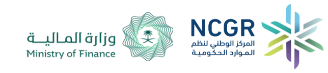 وزارة المالية
Ministry of Finance
NCGR
المركز الوطني لنظم
الموارد الحكومية